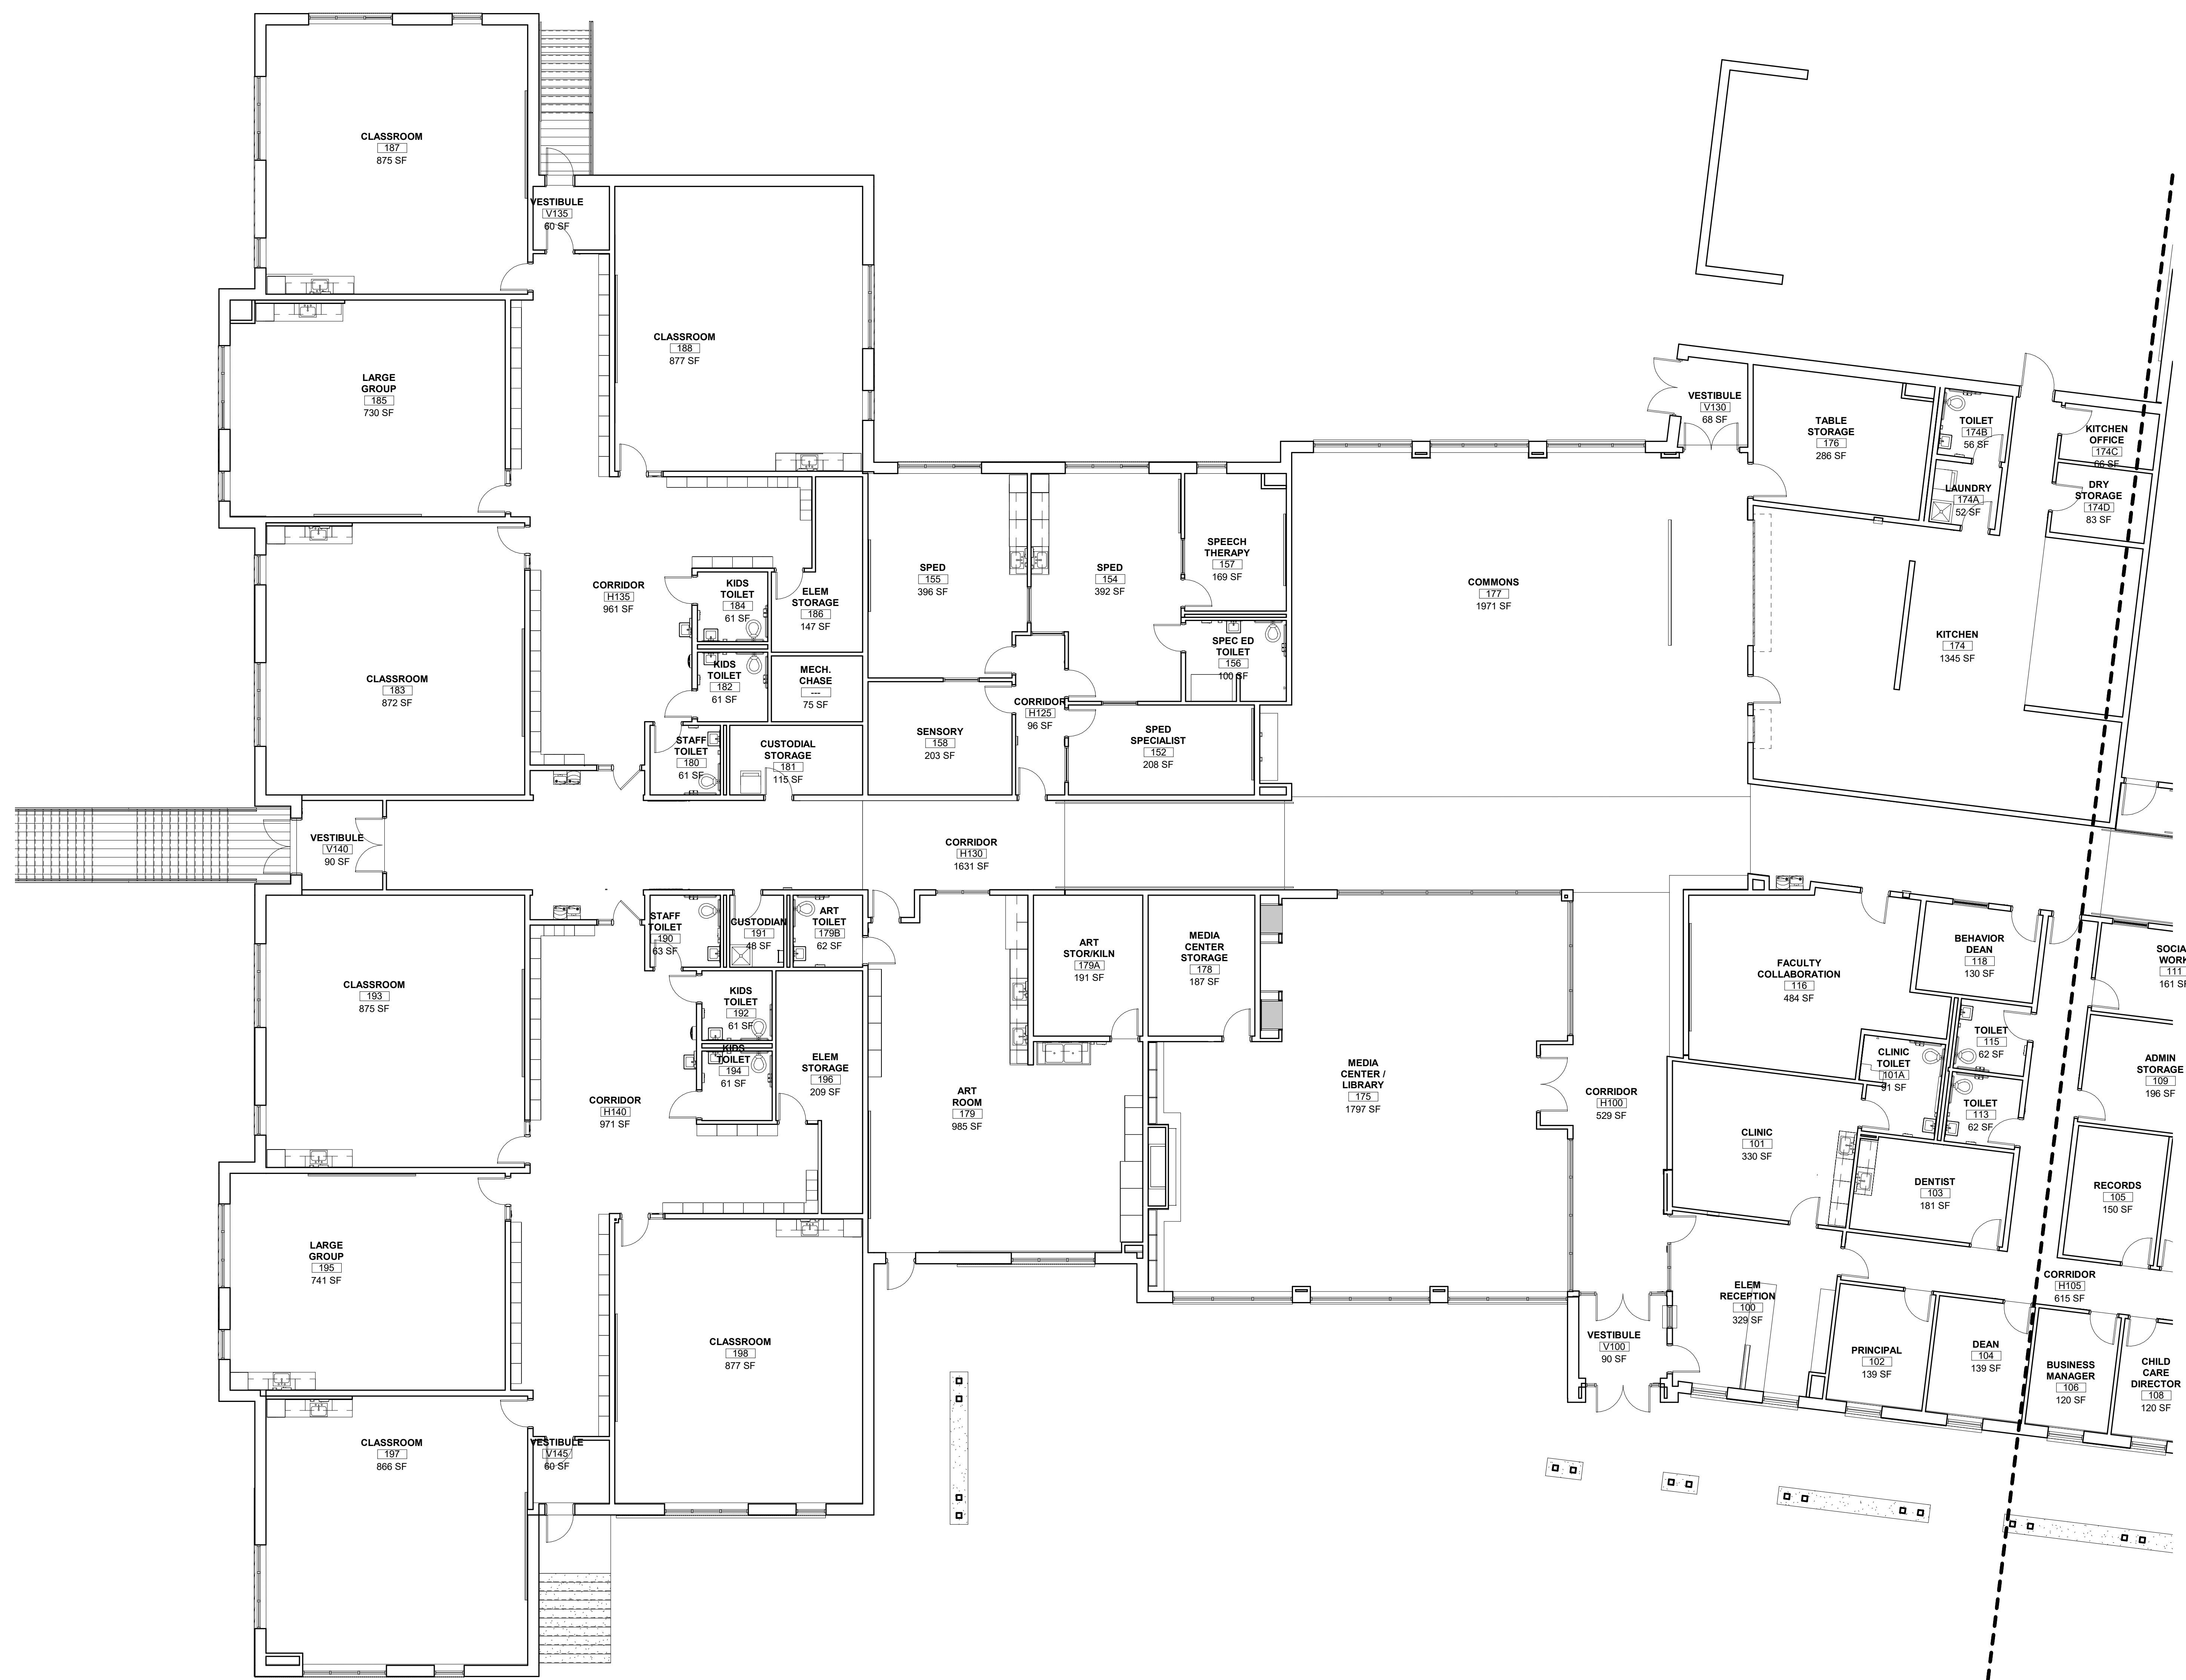 CLASSROOM
187
875 SF
VESTIBULE
V135
60 SF
CLASSROOM
188
877 SF
LARGE
GROUP
185
730 SF
VESTIBULE
V130
68 SF
TABLE
STORAGE
176
286 SF
TOILET
174B
56 SF
KITCHEN
OFFICE
174C
66 SF
LAUNDRY
174A
52 SF
DRY
STORAGE
174D
83 SF
CLASSROOM
183
872 SF
CORRIDOR
H135
961 SF
KIDS
TOILET
184
61 SF
ELEM
STORAGE
186
147 SF
KIDS
TOILET
182
61 SF
MECH.
CHASE
---
75 SF
STAFF
TOILET
180
61 SF
CUSTODIAL
STORAGE
181
115 SF
SPED
155
396 SF
SPED
154
392 SF
SPEECH
THERAPY
157
169 SF
SPEC ED
TOILET
156
100 SF
SENSORY
158
203 SF
CORRIDOR
H125
96 SF
SPED
SPECIALIST
152
208 SF
COMMONS
177
1971 SF
KITCHEN
174
1345 SF
VESTIBULE
V140
90 SF
CORRIDOR
H130
1631 SF
CLASSROOM
193
875 SF
STAFF
TOILET
190
63 SF
CUSTODIAN
191
48 SF
ART
TOILET
179B
62 SF
KIDS
TOILET
192
61 SF
KIDS
TOILET
194
61 SF
ELEM
STORAGE
196
209 SF
CORRIDOR
H140
971 SF
ART
STOR/KILN
179A
191 SF
MEDIA
CENTER
STORAGE
178
187 SF
ART
ROOM
179
985 SF
MEDIA
CENTER /
LIBRARY
175
1797 SF
CORRIDOR
H100
529 SF
FACULTY
COLLABORATION
116
484 SF
BEHAVIOR
DEAN
118
130 SF
SOCIA
WORK
111
161 SF
TOILET
115
62 SF
CLINIC
TOILET
101A
91 SF
TOILET
113
62 SF
ADMIN
STORAGE
109
196 SF
CLINIC
101
330 SF
DENTIST
103
181 SF
RECORDS
105
150 SF
LARGE
GROUP
195
741 SF
CLASSROOM
198
877 SF
CORRIDOR
H105
615 SF
ELEM
RECEPTION
100
329 SF
VESTIBULE
V100
90 SF
PRINCIPAL
102
139 SF
DEAN
104
139 SF
BUSINESS
MANAGER
106
120 SF
CHILD
CARE
DIRECTOR
108
120 SF
CLASSROOM
197
866 SF
VESTIBULE
V145
60 SF